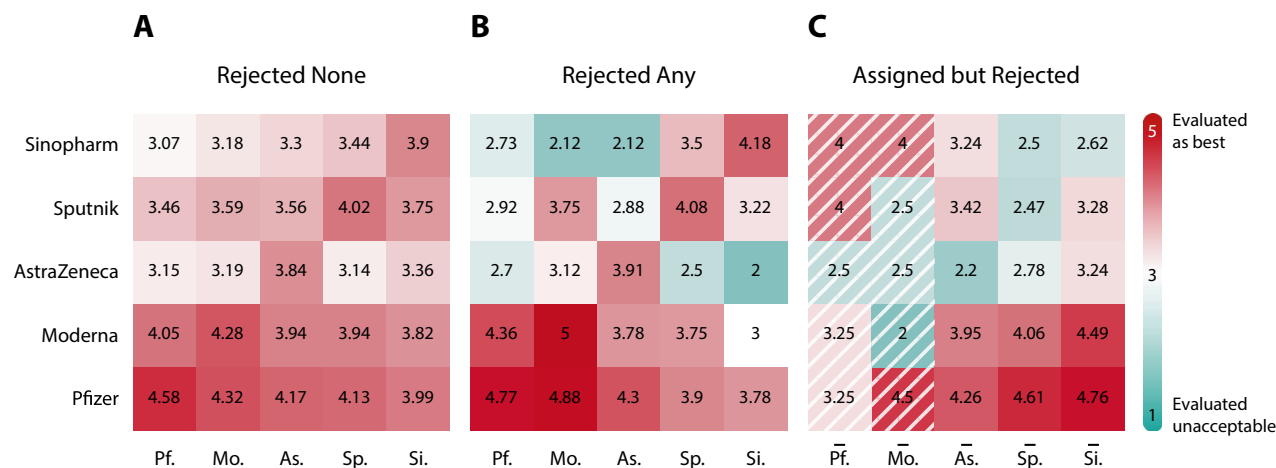 A B C
Rejected None Rejected Any Assigned but Rejected
Sinopharm 3.07 3.18 3.3 3.44 3.9 2.73 2.12 2.12 3.5 4.18 4 4 3.24 2.5 2.62
Sputnik 3.46 3.59 3.56 4.02 3.75 2.92 3.75 2.88 4.08 3.22 4 2.5 3.42 2.47 3.28
AstraZeneca 3.15 3.19 3.84 3.14 3.36 2.7 3.12 3.91 2.5 2 2.5 2.5 2.2 2.78 3.24
Moderna 4.05 4.28 3.94 3.94 3.82 4.36 5 3.78 3.75 3 3.25 2 3.95 4.06 4.49
Pfizer 4.58 4.32 4.17 4.13 3.99 4.77 4.88 4.3 3.9 3.78 3.25 4.5 4.26 4.61 4.76
Pf. Mo. As. Sp. Si. Pf. Mo. As. Sp. Si. P̅f. M̅o. A̅s. S̅p. S̅i.
5 Evaluated
as best
3
1 Evaluated
unacceptable